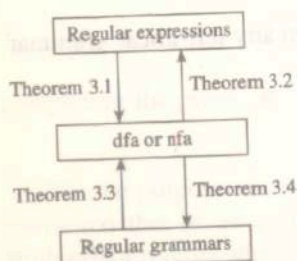 Regular expressions
Theorem 3.1
Theorem 3.2
dfa or nfa
Theorem 3.3
Theorem 3.4
Regular grammars